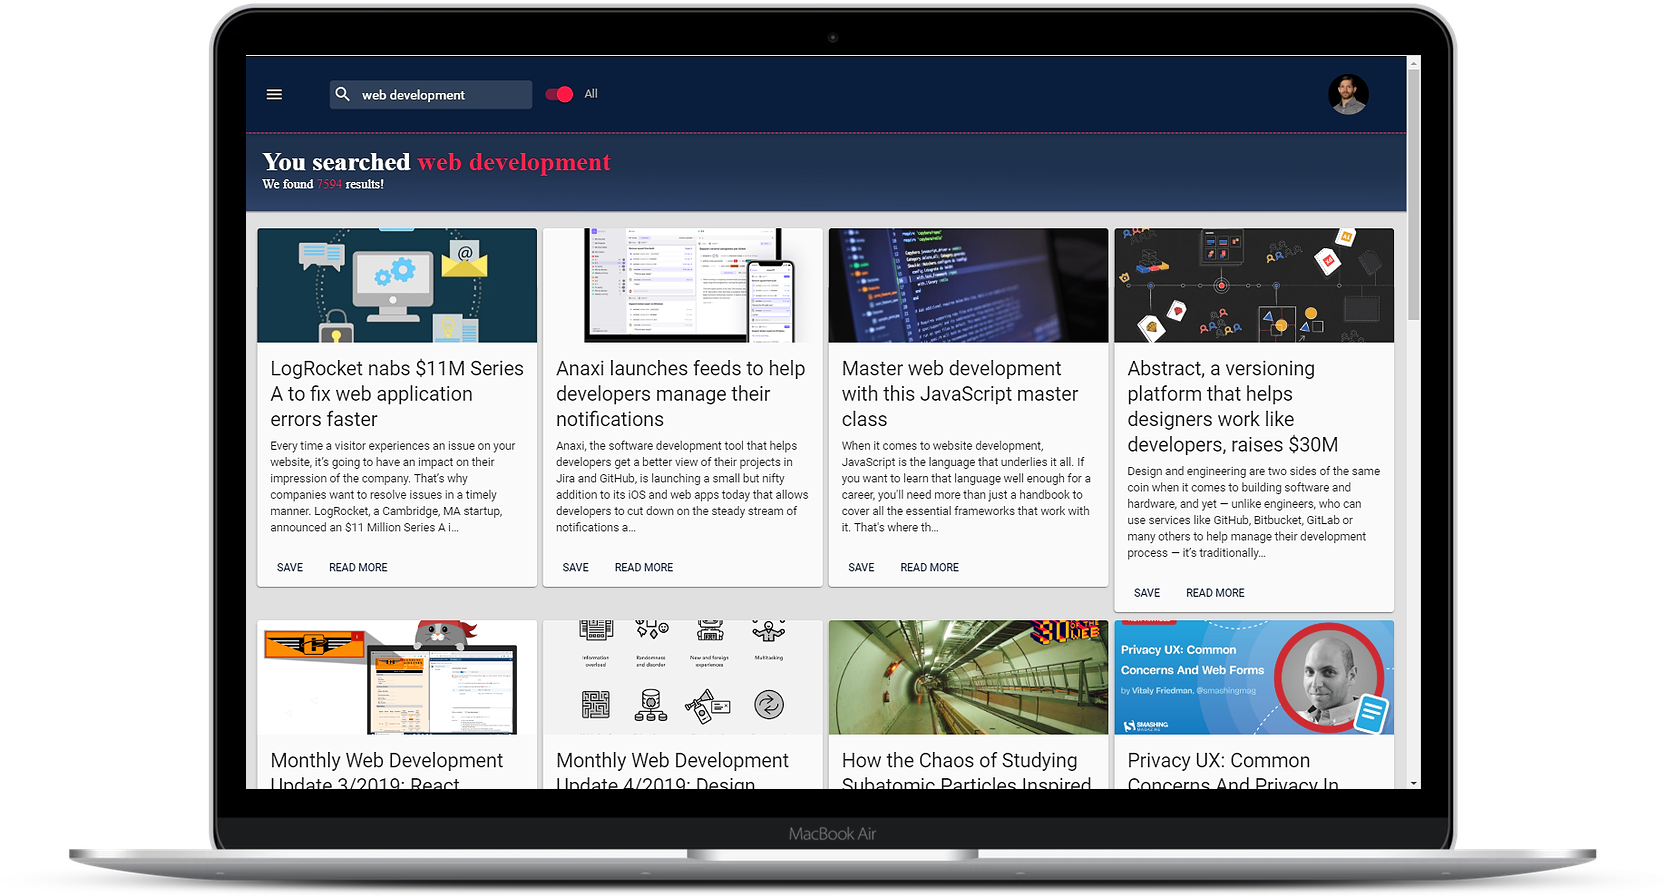 web development
All
You searched web development
We found 7594 results!
LogRocket nabs $11M Series
A to fix web application
errors faster
Every time a visitor experiences an issue on your
website, it's going to have an impact on their
impression of the company. That's why
companies want to resolve issues in a timely
manner. LogRocket, a Cambridge, MA startup,
announced an $11 Million Series A i...
SAVE READ MORE
Anaxi launches feeds to help
developers manage their
notifications
Anaxi, the software development tool that helps
developers get a better view of their projects in
Jira and GitHub, is launching a small but nifty
addition to its iOS and web apps today that allows
developers to cut down on the steady stream of
notifications a...
SAVE READ MORE
Master web development
with this JavaScript master
class
When it comes to website development,
JavaScript is the language that underlies it all. If
you want to learn that language well enough for a
career, you'll need more than just a handbook to
cover all the essential frameworks that work with
it. That's where th...
SAVE READ MORE
Abstract, a versioning
platform that helps
designers work like
developers, raises $30M
Design and engineering are two sides of the same
coin when it comes to building software and
hardware, and yet — unlike engineers, who can
use services like GitHub, Bitbucket, GitLab or
many others to help manage their development
process — it's traditionally...
SAVE READ MORE
Monthly Web Development
Update 3/2019: React
Information
overload
Randomness
and disorder
New and foreign
experiences
Multitasking
Monthly Web Development
Update 4/2019: Design
30 OF THE WEB
How the Chaos of Studying
Subatomic Particles Inspired
Privacy UX: Common
Concerns And Web Forms
by Vitaly Friedman, @smashingmag
SMASHING
MAGAZINE
Privacy UX: Common
Concerns And Privacy In
MacBook Air